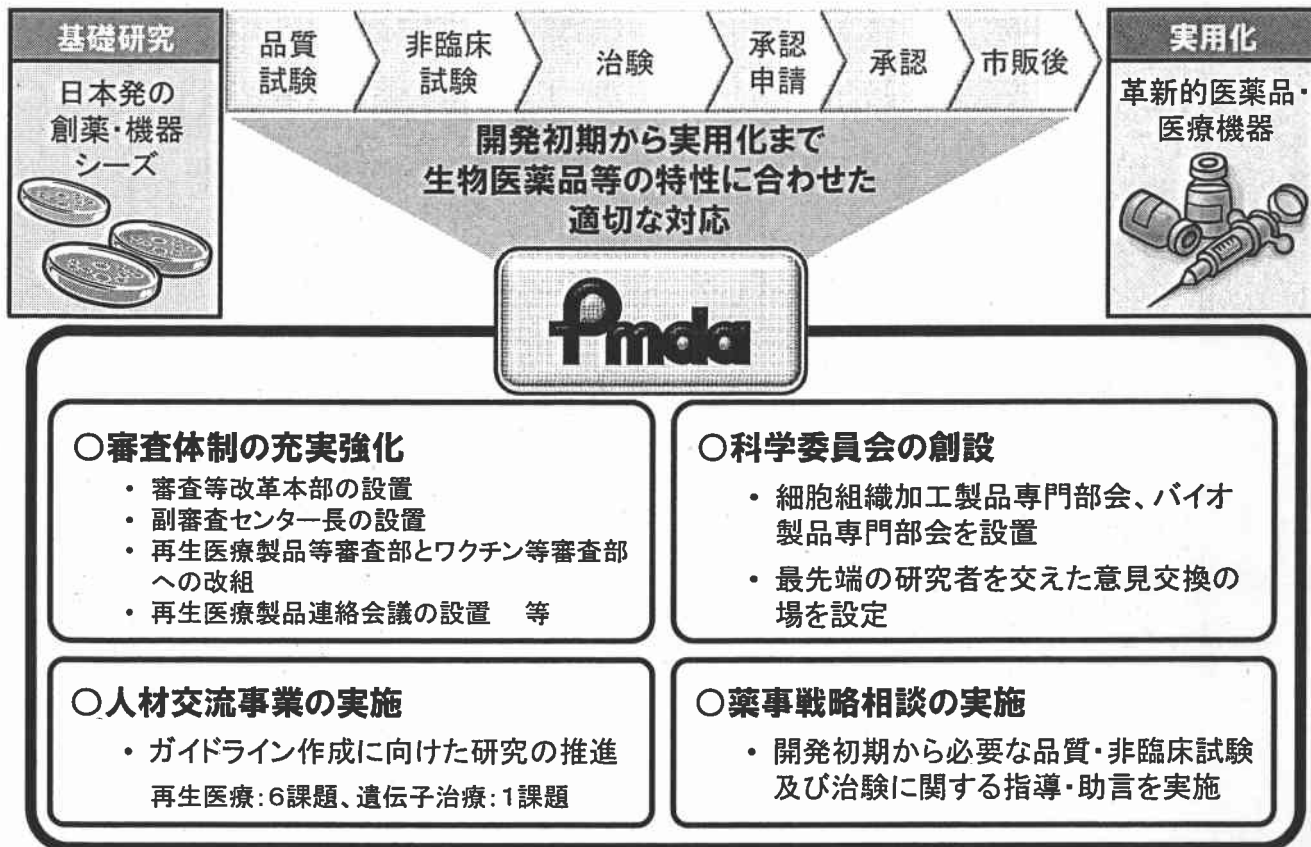 基礎研究
日本発の
創薬・機器
シーズ
品質
試験
非臨床
試験
治験
承認
申請
承認
市販後
実用化
革新的医薬品・
医療機器
開発初期から実用化まで
生物医薬品等の特性に合わせた
適切な対応
Pmda
○審査体制の充実強化
・ 審査等改革本部の設置
・ 副審査センター長の設置
・ 再生医療製品等審査部とワクチン等審査部
への改組
・ 再生医療製品連絡会議の設置 等
○科学委員会の創設
・ 細胞組織加工製品専門部会、バイオ
製品専門部会を設置
・ 最先端の研究者を交えた意見交換の
場を設定
○人材交流事業の実施
・ ガイドライン作成に向けた研究の推進
再生医療:6課題、遺伝子治療:1課題
○薬事戦略相談の実施
・ 開発初期から必要な品質・非臨床試験
及び治験に関する指導・助言を実施